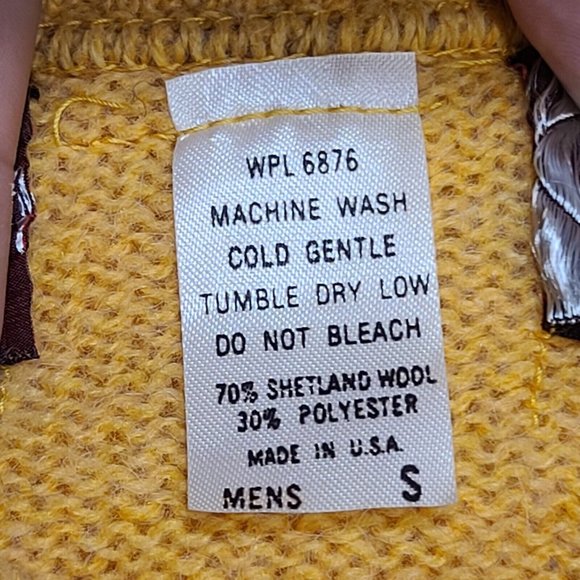 WPL 6876
MACHINE WASH
COLD GENTLE
TUMBLE DRY LOW
DO NOT BLEACH
70% SHETLAND WOOL
30% POLYESTER
MADE IN U.S.A.
MENS S